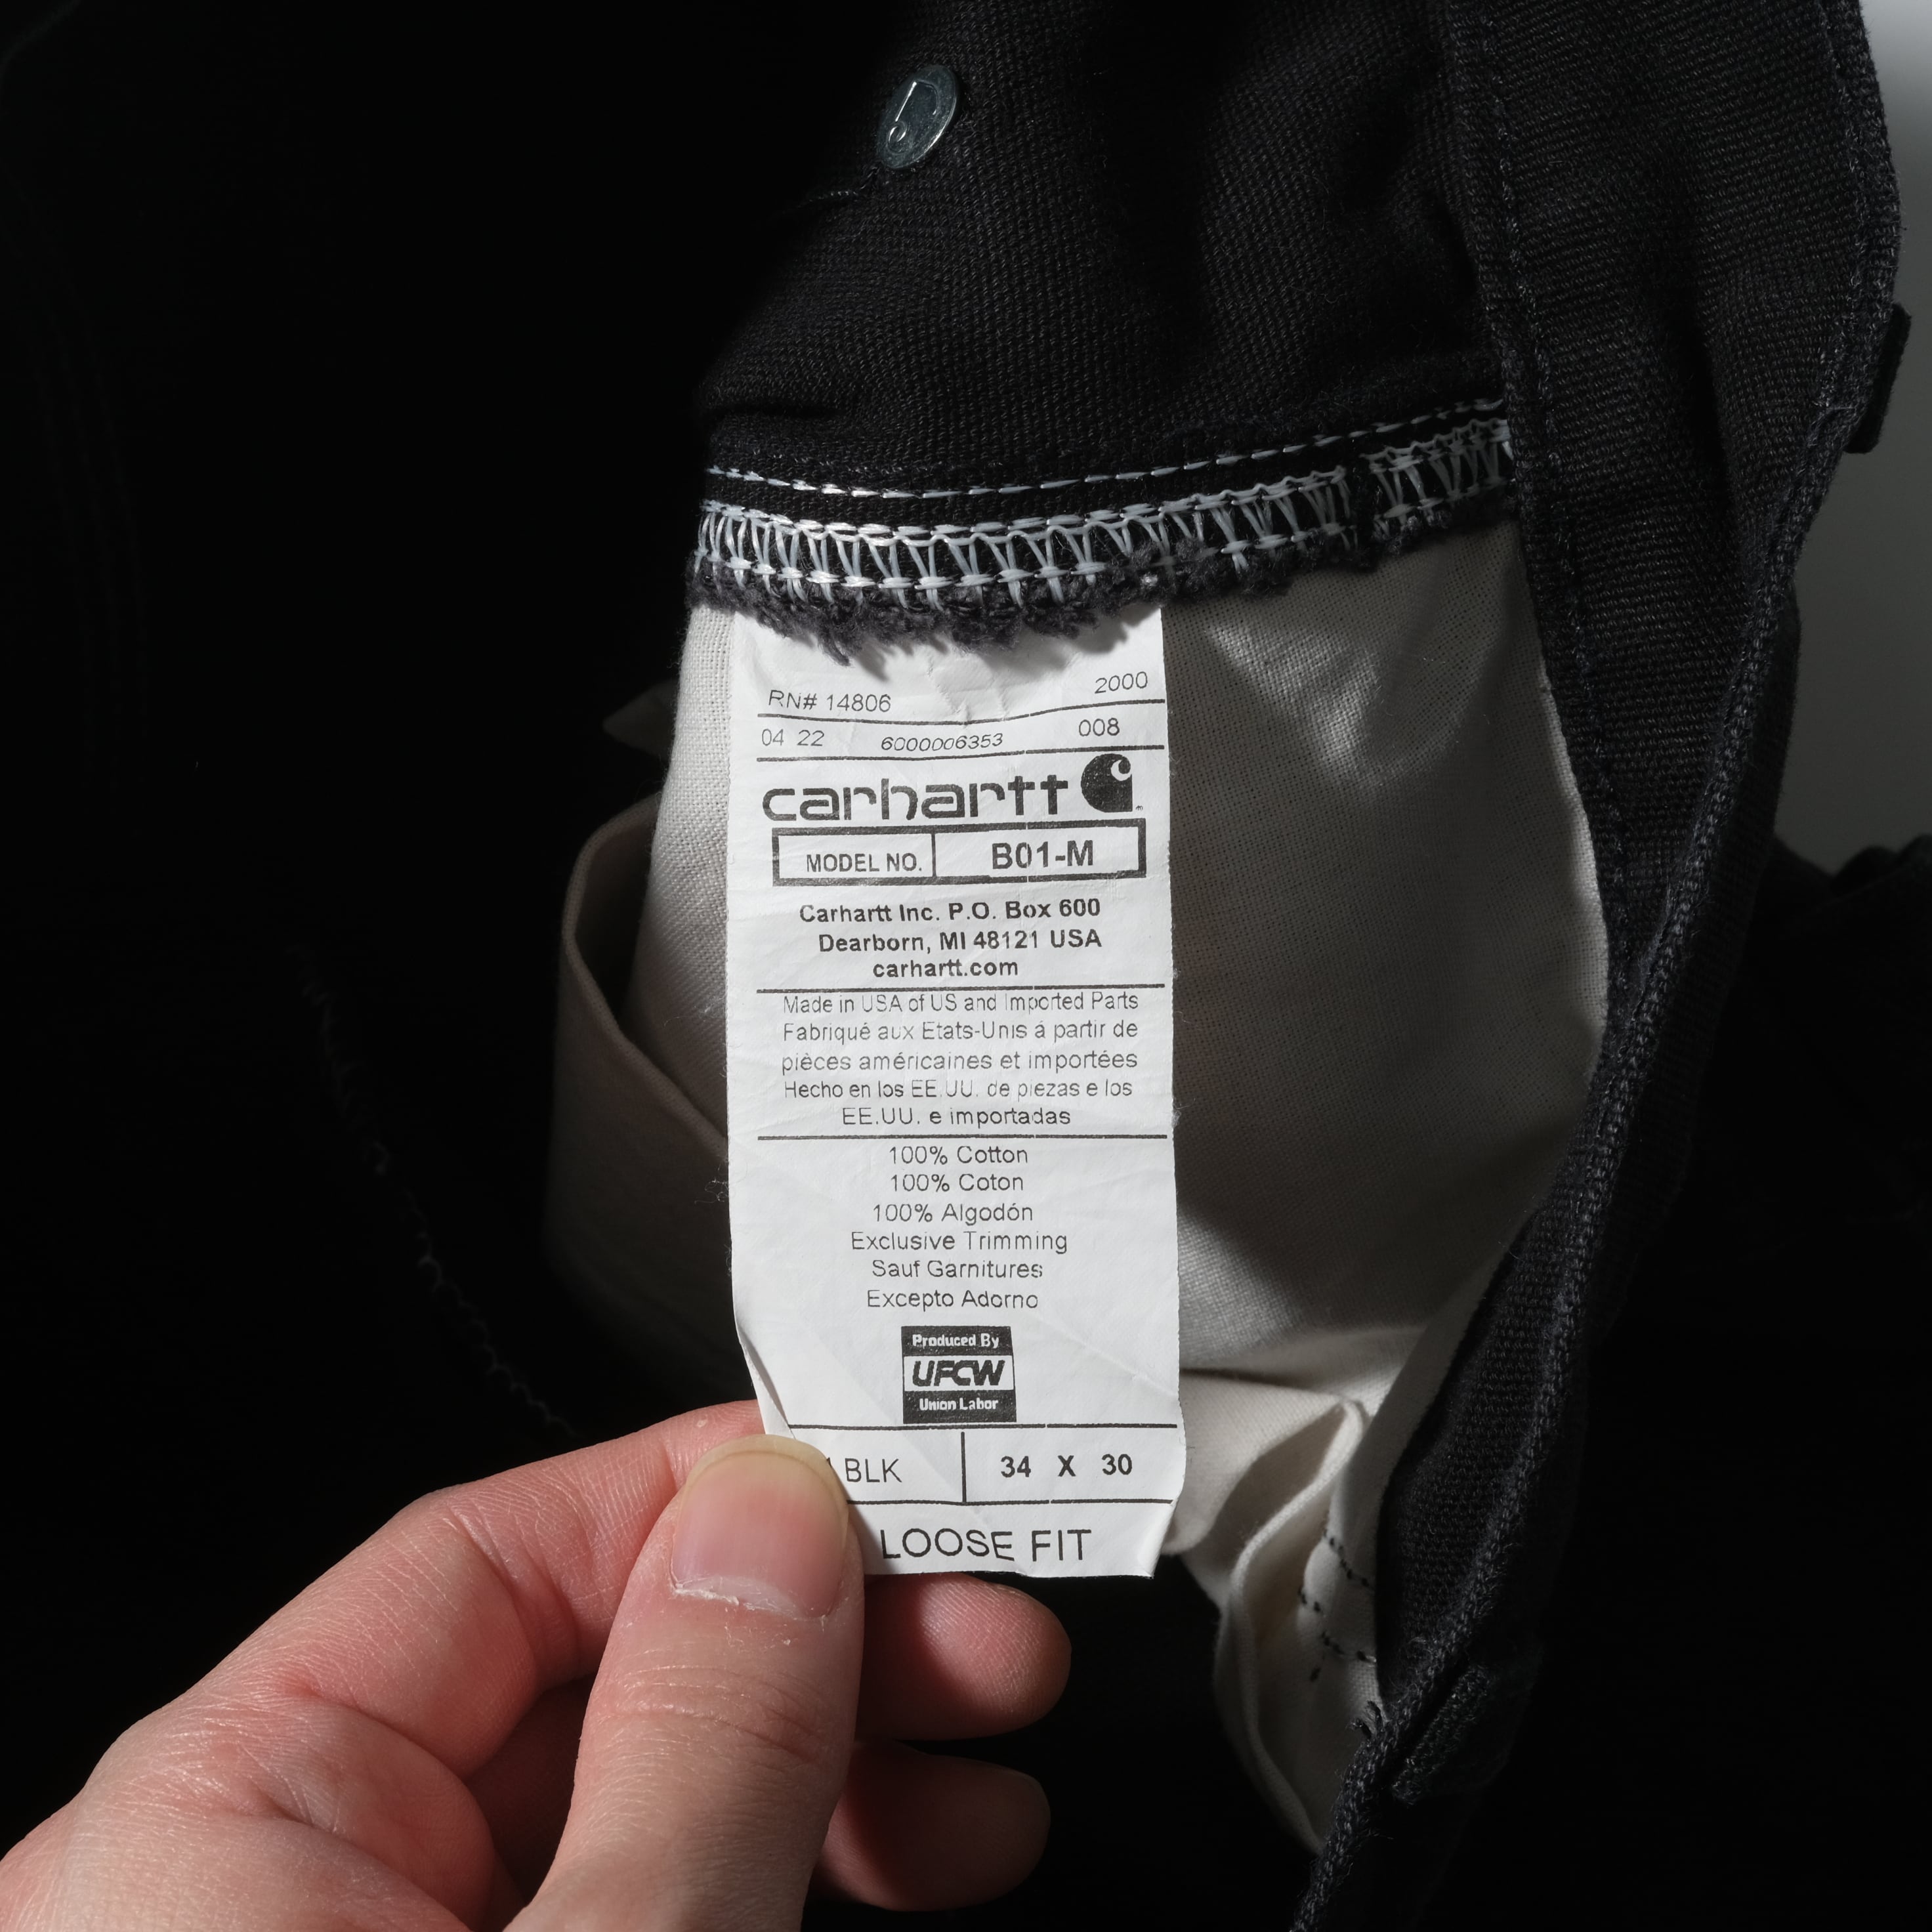 RN# 14806 2000
04 22 6000006353 008
carhartt
MODEL NO. B01-M
Carhartt Inc. P.O. Box 600
Dearborn, MI 48121 USA
carhartt.com
Made in USA of US and Imported Parts
Fabriqué aux Etats-Unis á partir de
pièces américaines et importées
Hecho en los EE.UU. de piezas e los
EE.UU. e importadas
100% Cotton
100% Coton
100% Algodón
Exclusive Trimming
Sauf Garnitures
Excepto Adorno
Produced By
UFCW
Union Labor
BLK 34 X 30
LOOSE FIT